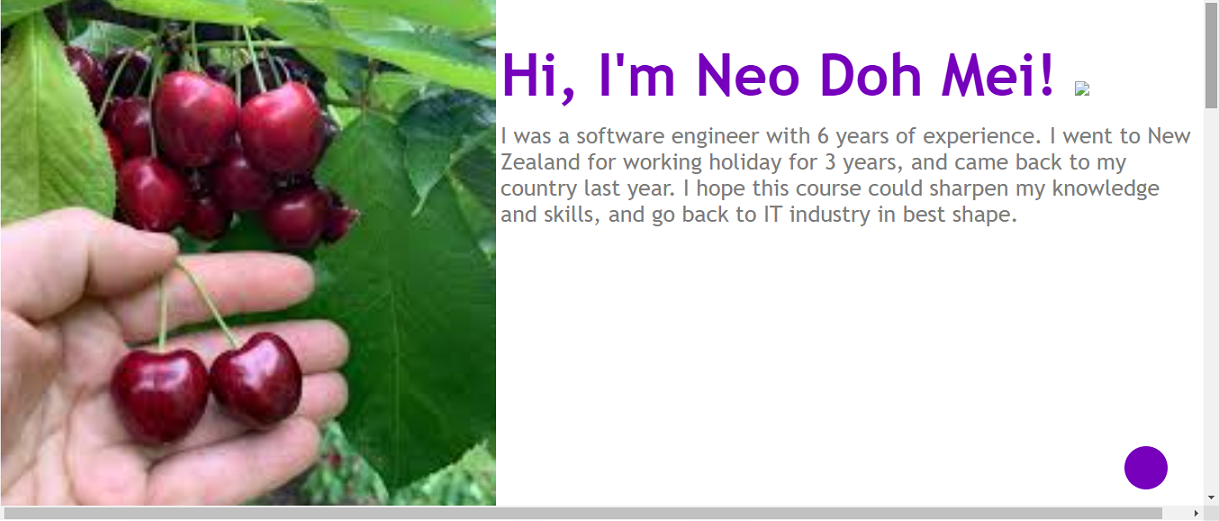 Hi, I'm Neo Doh Mei!
I was a software engineer with 6 years of experience. I went to New
Zealand for working holiday for 3 years, and came back to my
country last year. I hope this course could sharpen my knowledge
and skills, and go back to IT industry in best shape.